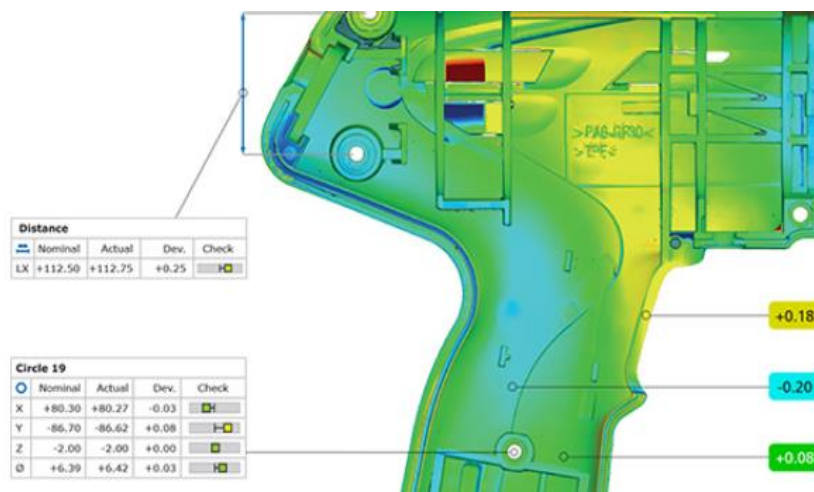 Distance
Nominal Actual Dev. Check
LX +112.50 +112.75 +0.25
Circle 19
Nominal Actual Dev. Check
X +80.30 +80.27 -0.03
Y -86.70 -86.62 +0.08
Z -2.00 -2.00 +0.00
Ø +6.39 +6.42 +0.03
+0.18
-0.20
+0.08